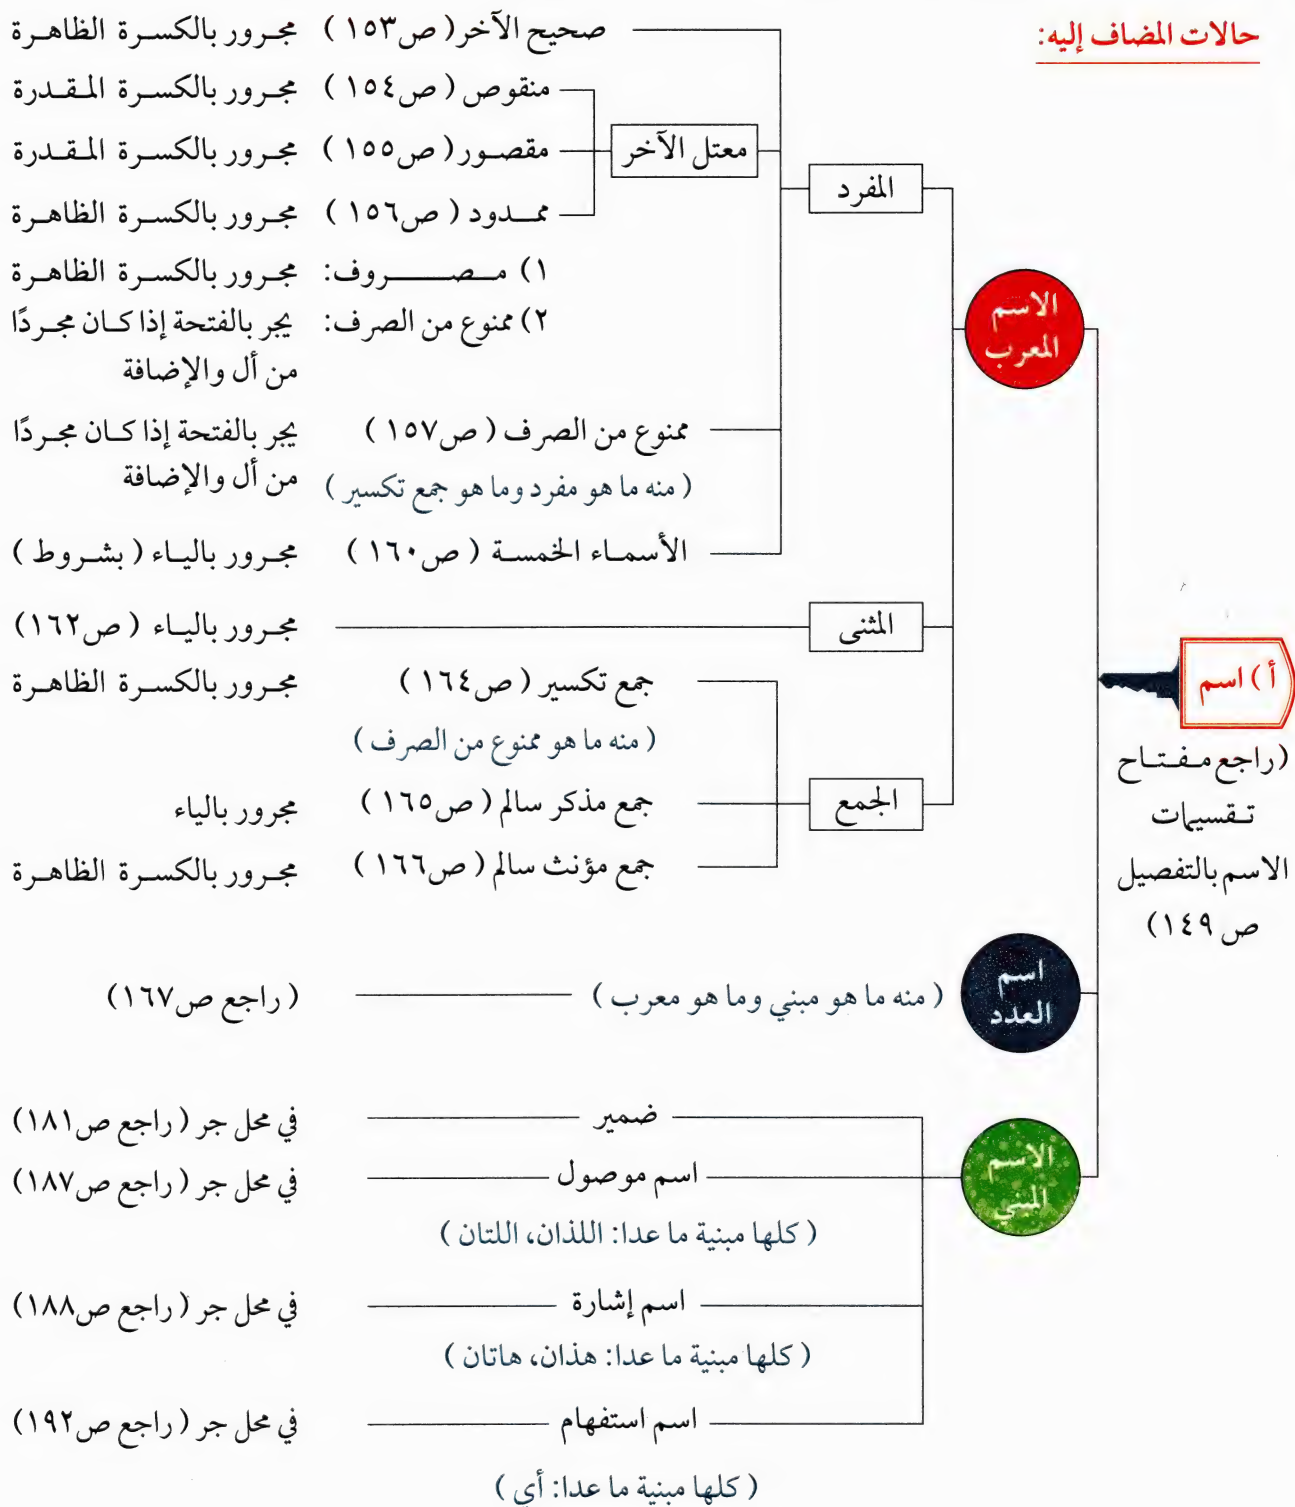 حالات المضاف إليه:
أ) اسم
(راجع مفتاح
تقسيمات
الاسم بالتفصيل
ص ١٤٩)
الاسم
المعرب
المفرد
صحيح الآخر (ص١٥٣) مجرور بالكسرة الظاهرة
معتل الآخر
منقوص (ص١٥٤) مجرور بالكسرة المقدرة
مقصور (ص١٥٥) مجرور بالكسرة المقدرة
ممدود (ص١٥٦) مجرور بالكسرة الظاهرة
١) مصروف: مجرور بالكسرة الظاهرة
٢) ممنوع من الصرف: يجر بالفتحة إذا كان مجردًا
من أل والإضافة
ممنوع من الصرف (ص١٥٧) يجر بالفتحة إذا كان مجردًا
(منه ما هو مفرد وما هو جمع تكسير) من أل والإضافة
الأسماء الخمسة (ص١٦٠) مجرور بالياء (بشروط)
المثنى مجرور بالياء (ص١٦٢)
الجمع
جمع تكسير (ص١٦٤) مجرور بالكسرة الظاهرة
(منه ما هو ممنوع من الصرف)
جمع مذكر سالم (ص١٦٥) مجرور بالياء
جمع مؤنث سالم (ص١٦٦) مجرور بالكسرة الظاهرة
اسم
العدد
(منه ما هو مبني وما هو معرب) (راجع ص١٦٧)
الاسم
المبني
ضمير في محل جر (راجع ص١٨١)
اسم موصول في محل جر (راجع ص١٨٧)
(كلها مبنية ما عدا: اللذان، اللتان)
اسم إشارة في محل جر (راجع ص١٨٨)
(كلها مبنية ما عدا: هذان، هاتان)
اسم استفهام في محل جر (راجع ص١٩٢)
(كلها مبنية ما عدا: أي)